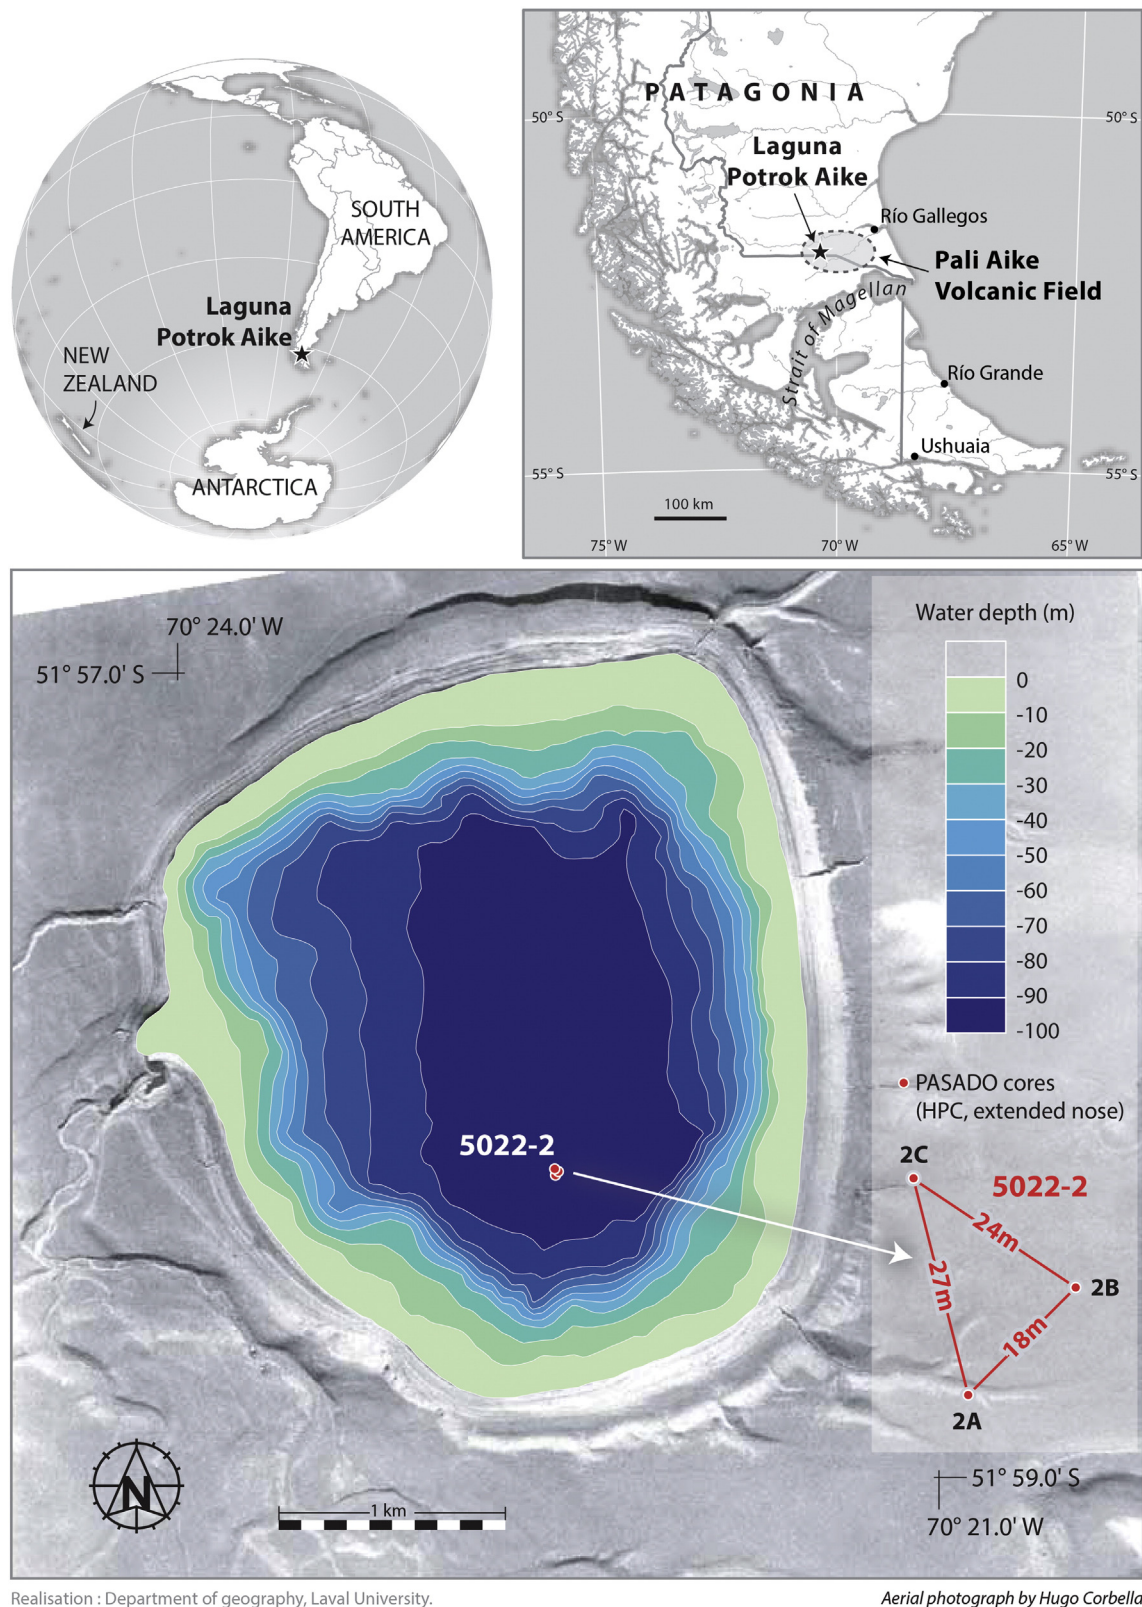 SOUTH
AMERICA
Laguna
Potrok Aike
NEW
ZEALAND
ANTARCTICA
PATAGONIA
50° S
50° S
Laguna
Potrok Aike
Río Gallegos
Pali Aike
Volcanic Field
Strait of Magellan
Río Grande
Ushuaia
55° S
55° S
100 km
75° W
70° W
65° W
70° 24.0' W
51° 57.0' S
Water depth (m)
0
-10
-20
-30
-40
-50
-60
-70
-80
-90
-100
PASADO cores
(HPC, extended nose)
5022-2
2C
5022-2
24m
27m
2B
18m
2A
N
1 km
51° 59.0' S
70° 21.0' W
Realisation : Department of geography, Laval University.
Aerial photograph by Hugo Corbella